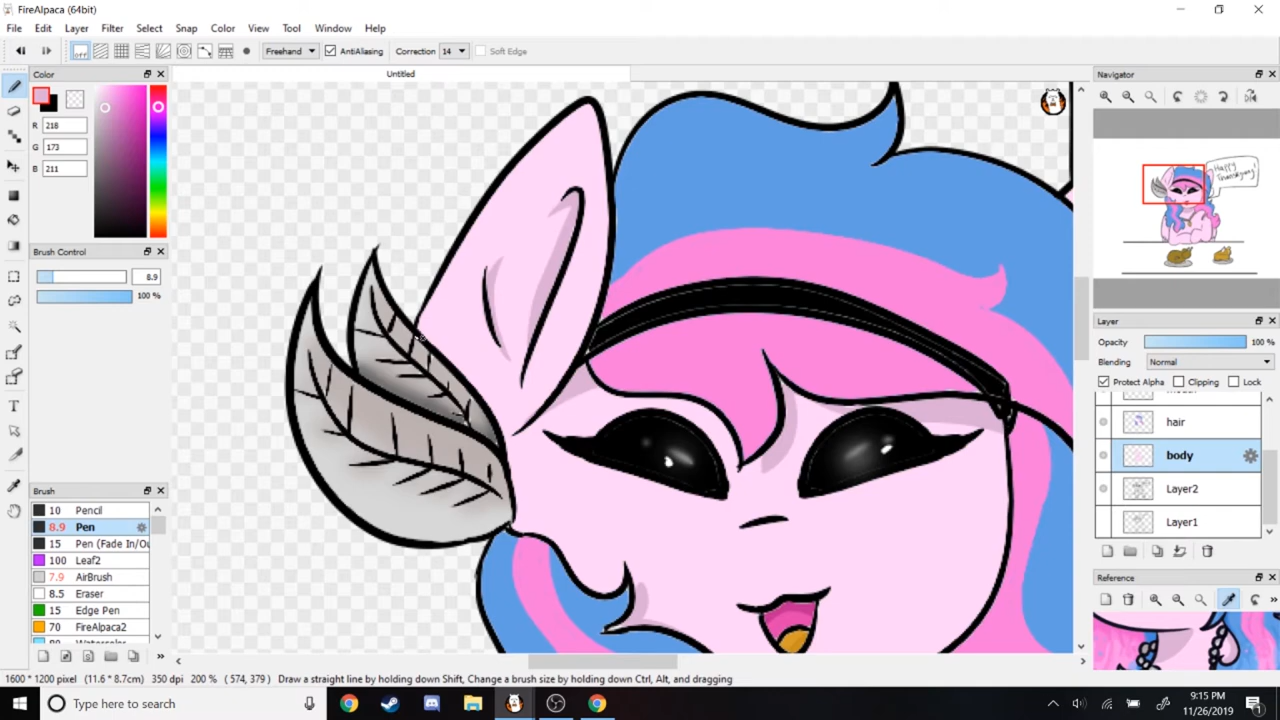 FireAlpaca (64bit)
File Edit Layer Filter Select Snap Color View Tool Window Help
off Freehand AntiAliasing Correction 14 Soft Edge
Color
Untitled
Navigator
R 218
G 173
B 211
Happy
Thanksgiving!
Brush Control
8.9
100 %
Layer
Opacity 100 %
Blending Normal
Protect Alpha Clipping Lock
hair
body
Layer2
Layer1
Brush
10 Pencil
8.9 Pen
15 Pen (Fade In/Ou
100 Leaf2
7.9 AirBrush
8.5 Eraser
15 Edge Pen
70 FireAlpaca2
80 Watercolor
Reference
1600 * 1200 pixel (11.6 * 8.7cm) 350 dpi 200 % ( 574, 379 ) Draw a straight line by holding down Shift, Change a brush size by holding down Ctrl, Alt, and dragging
Type here to search
9:15 PM
11/26/2019
1